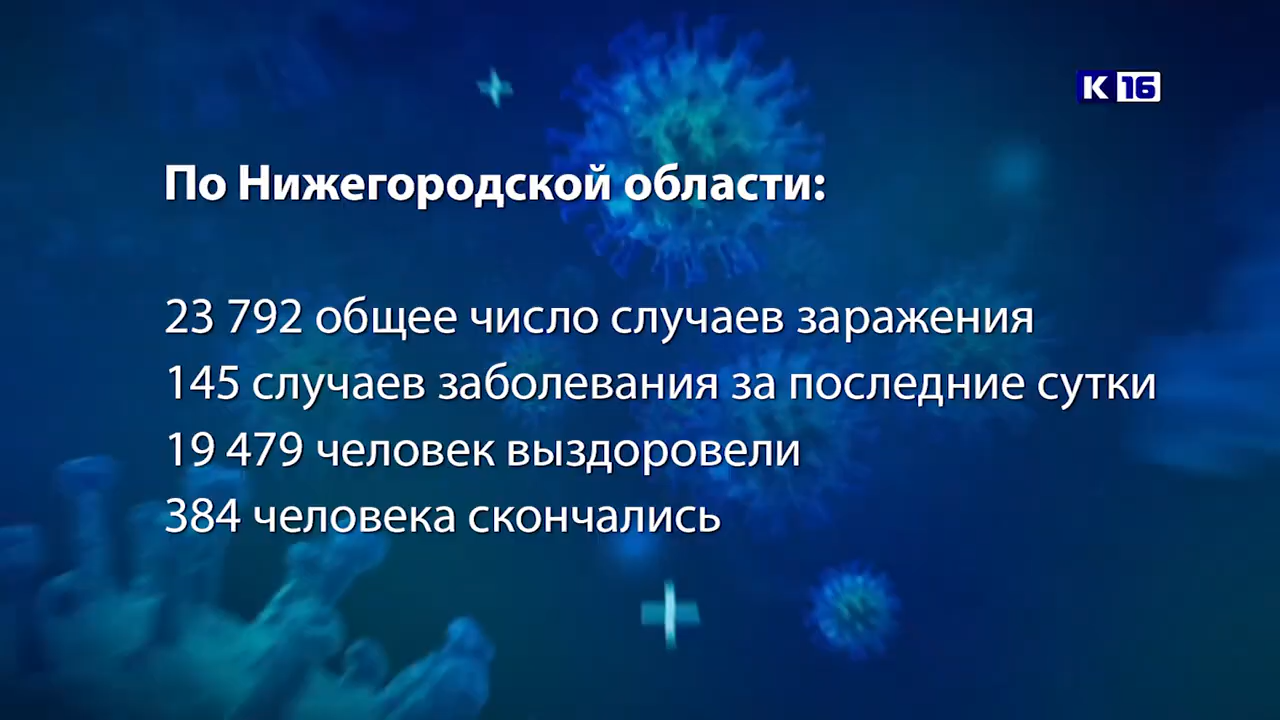 К 16
По Нижегородской области:
23 792 общее число случаев заражения
145 случаев заболевания за последние сутки
19 479 человек выздоровели
384 человека скончались